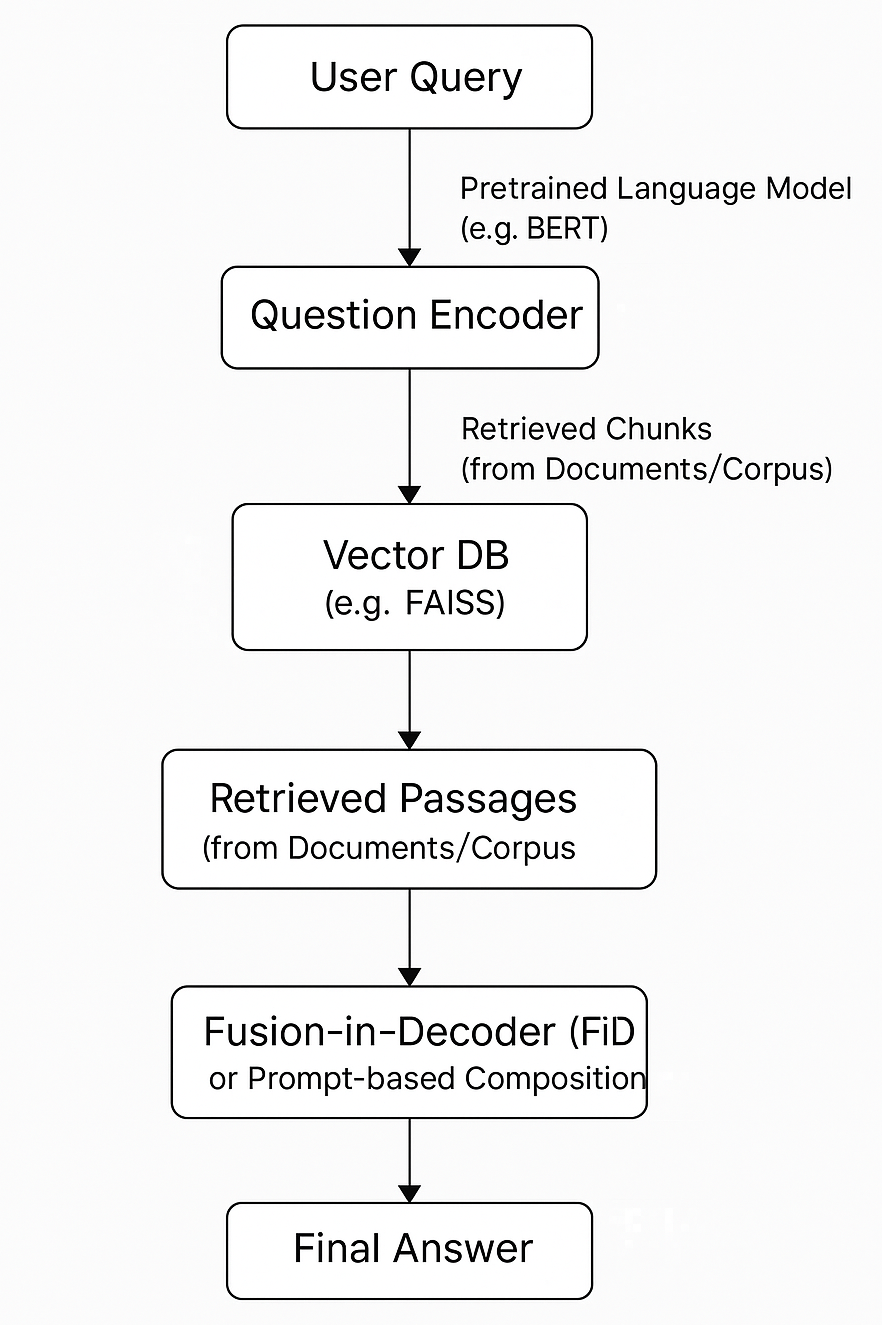 User Query
Pretrained Language Model
(e.g. BERT)
Question Encoder
Retrieved Chunks
(from Documents/Corpus)
Vector DB
(e.g. FAISS)
Retrieved Passages
(from Documents/Corpus
Fusion-in-Decoder (FiD
or Prompt-based Composition
Final Answer